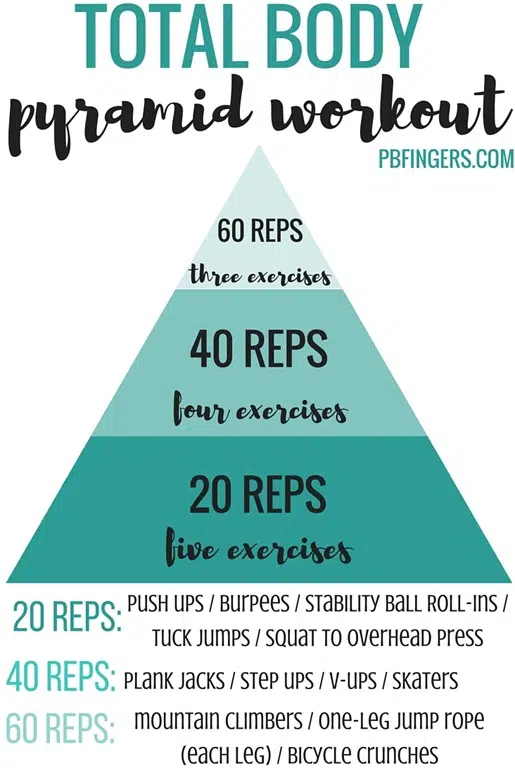 TOTAL BODY
pyramid workout
PBFINGERS.COM
60 REPS
three exercises
40 REPS
four exercises
20 REPS
five exercises
20 REPS: PUSH UPS / BURPEES / STABILITY BALL ROLL-INS /
TUCK JUMPS / SQUAT TO OVERHEAD PRESS
40 REPS: PLANK JACKS / STEP UPS / V-UPS / SKATERS
60 REPS: MOUNTAIN CLIMBERS / ONE-LEG JUMP ROPE
(EACH LEG) / BICYCLE CRUNCHES